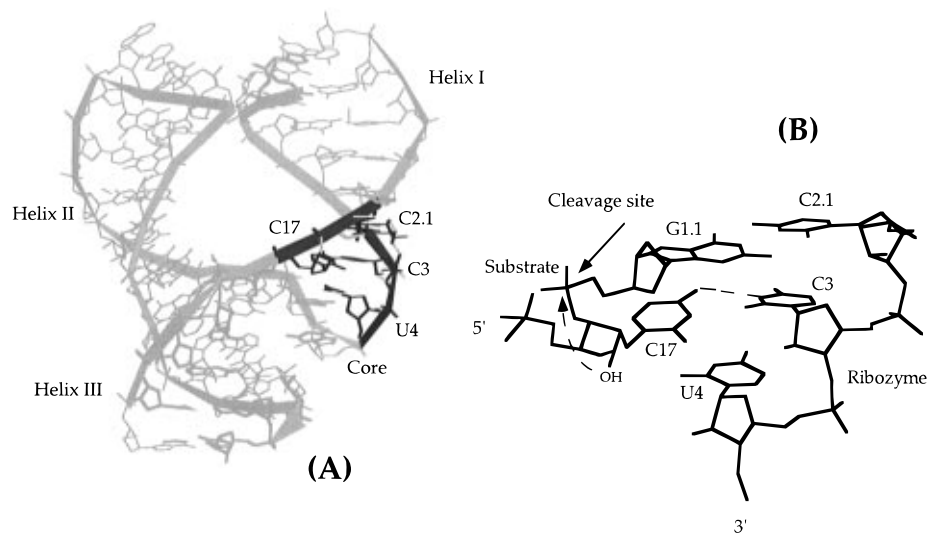 Helix I
Helix II
C17
C2.1
C3
U4
Core
Helix III
(A)
(B)
Cleavage site
C2.1
G1.1
Substrate
C3
5'
C17
OH
U4
Ribozyme
3'